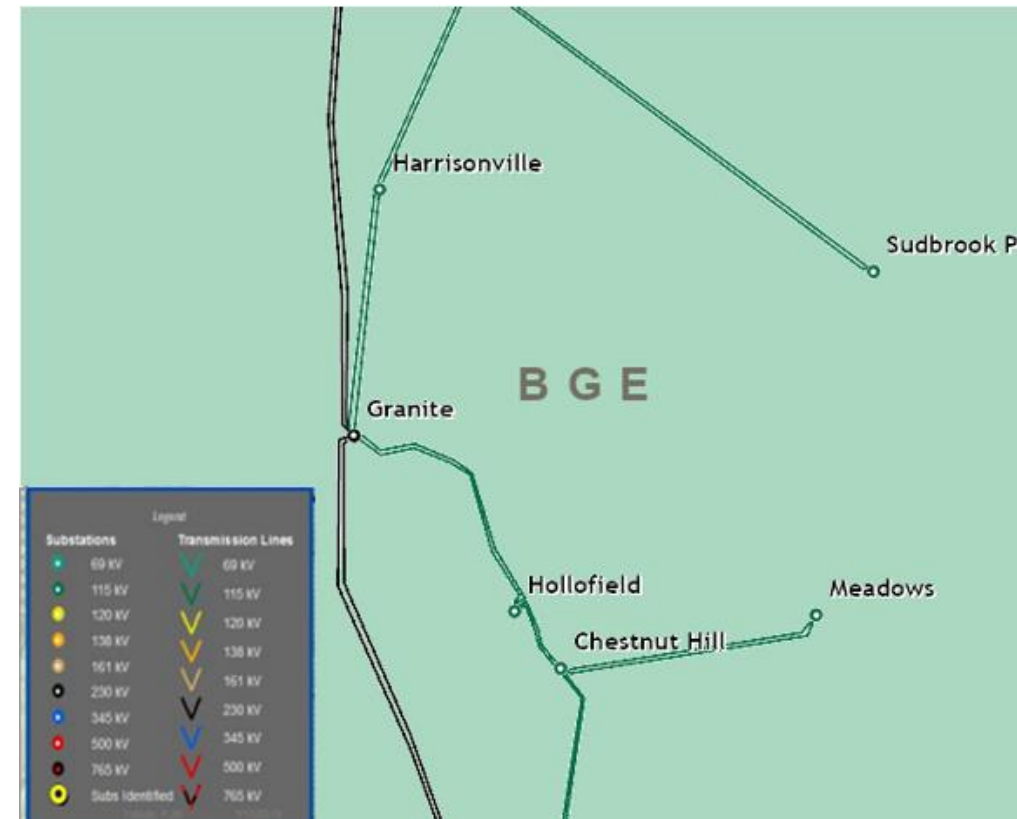 Harrisonville
Sudbrook P
B G E
Granite
Hollofield
Meadows
Chestnut Hill
Legend
Substations
69 kV
115 kV
120 kV
138 kV
161 kV
230 kV
345 kV
500 kV
765 kV
Subs Identified
Transmission Lines
69 kV
115 kV
120 kV
138 kV
161 kV
230 kV
345 kV
500 kV
765 kV